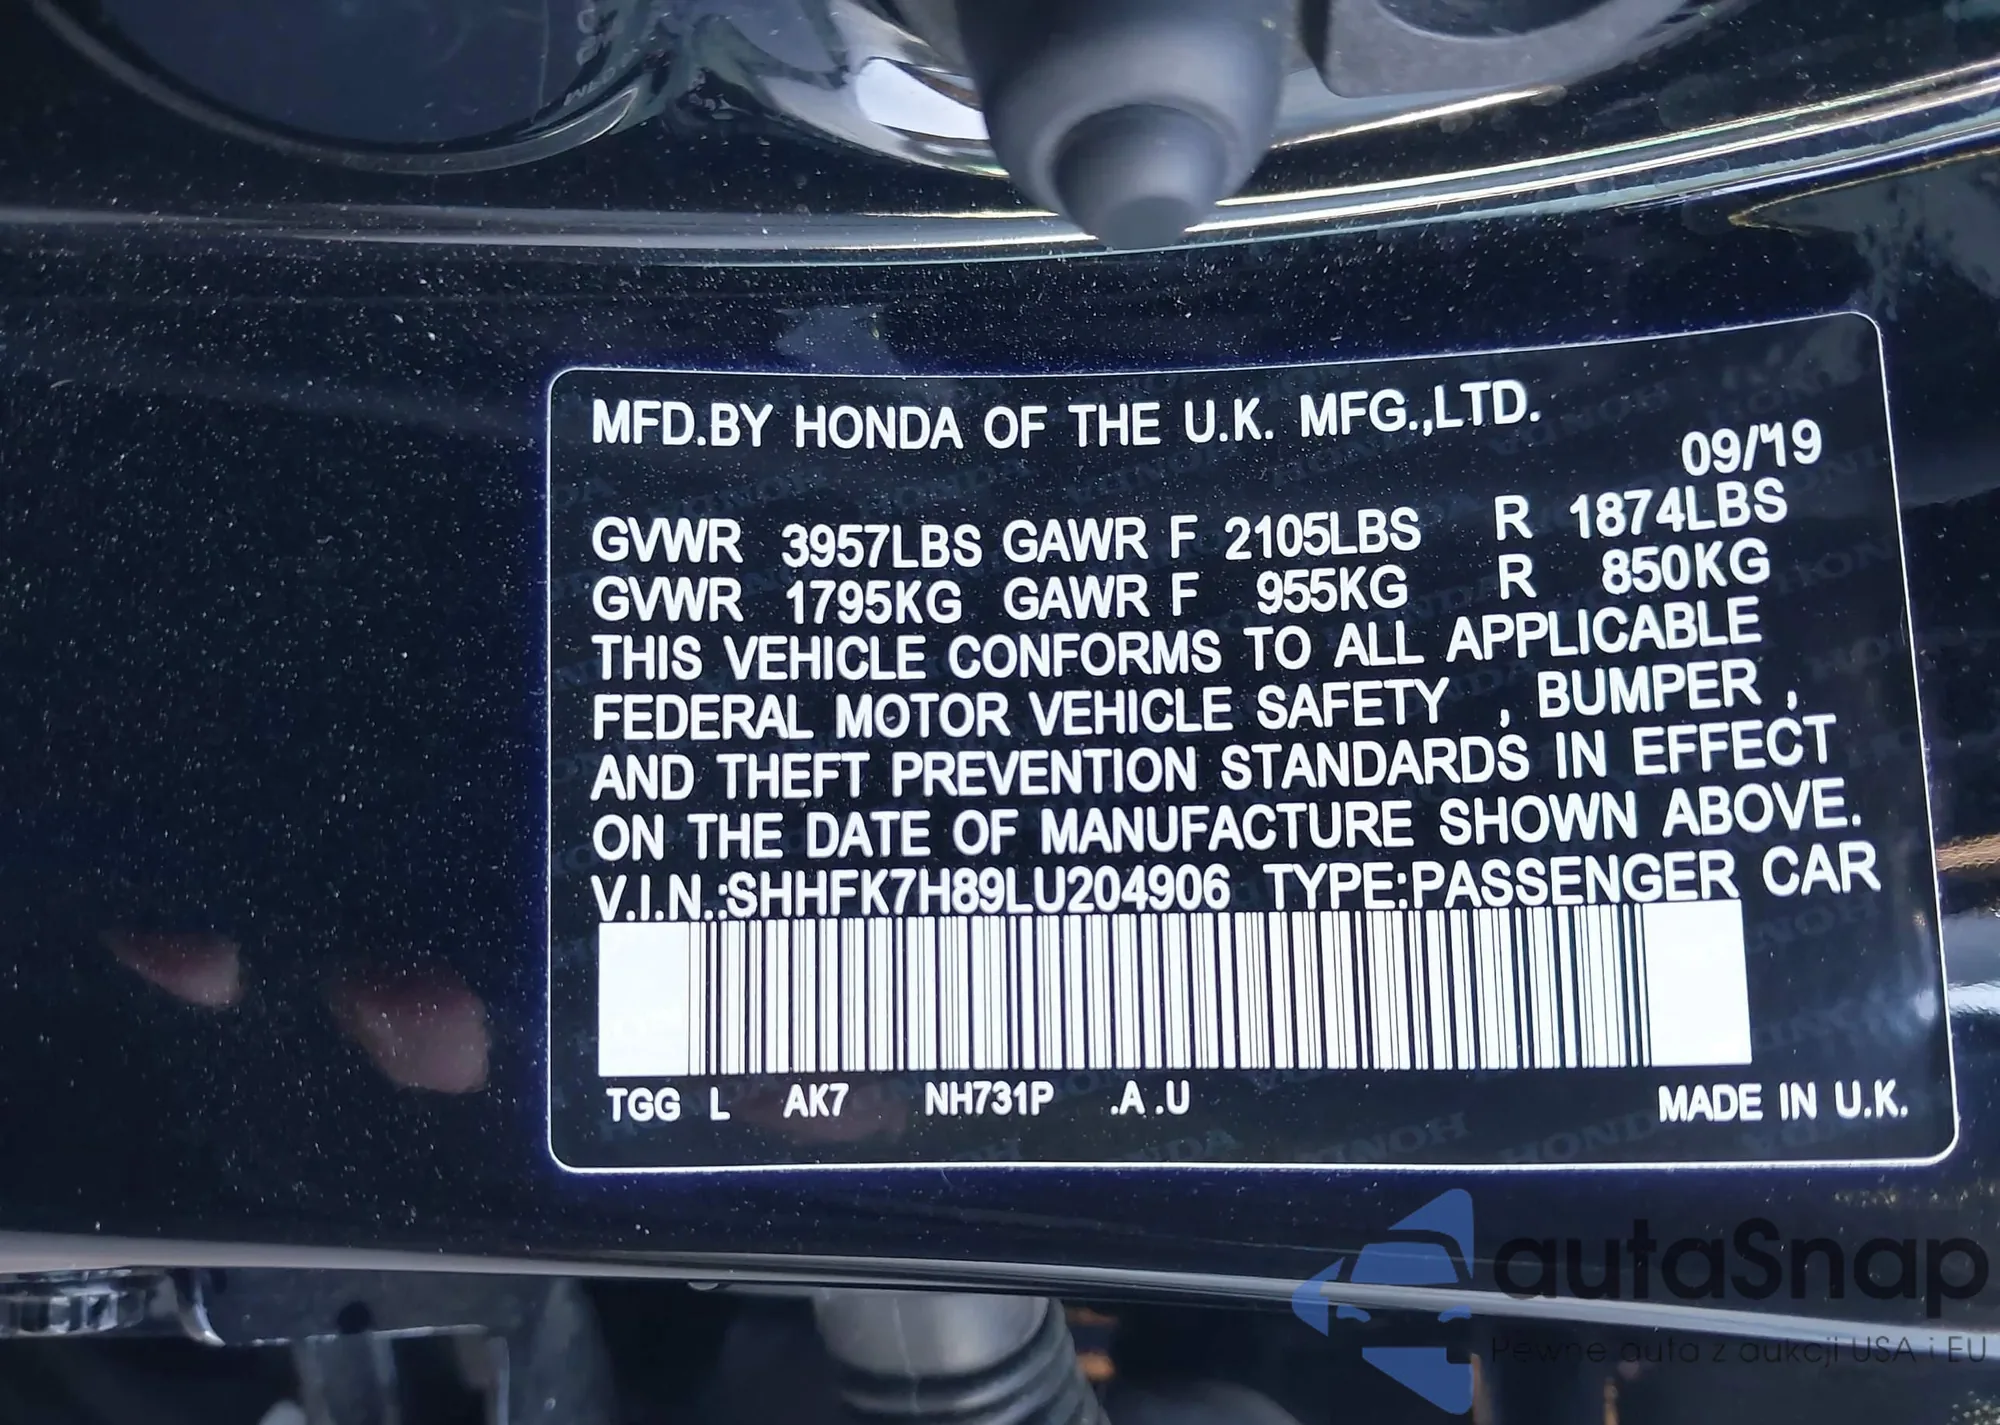 MFD.BY HONDA OF THE U.K. MFG.,LTD.
09/'19
GVWR 3957LBS GAWR F 2105LBS R 1874LBS
GVWR 1795KG GAWR F 955KG R 850KG
THIS VEHICLE CONFORMS TO ALL APPLICABLE
FEDERAL MOTOR VEHICLE SAFETY , BUMPER ,
AND THEFT PREVENTION STANDARDS IN EFFECT
ON THE DATE OF MANUFACTURE SHOWN ABOVE.
V.I.N.:SHHFK7H89LU204906 TYPE:PASSENGER CAR
TGG L AK7 NH731P .A .U MADE IN U.K.
autaSnap
Pewne auta z aukcji USA i EU